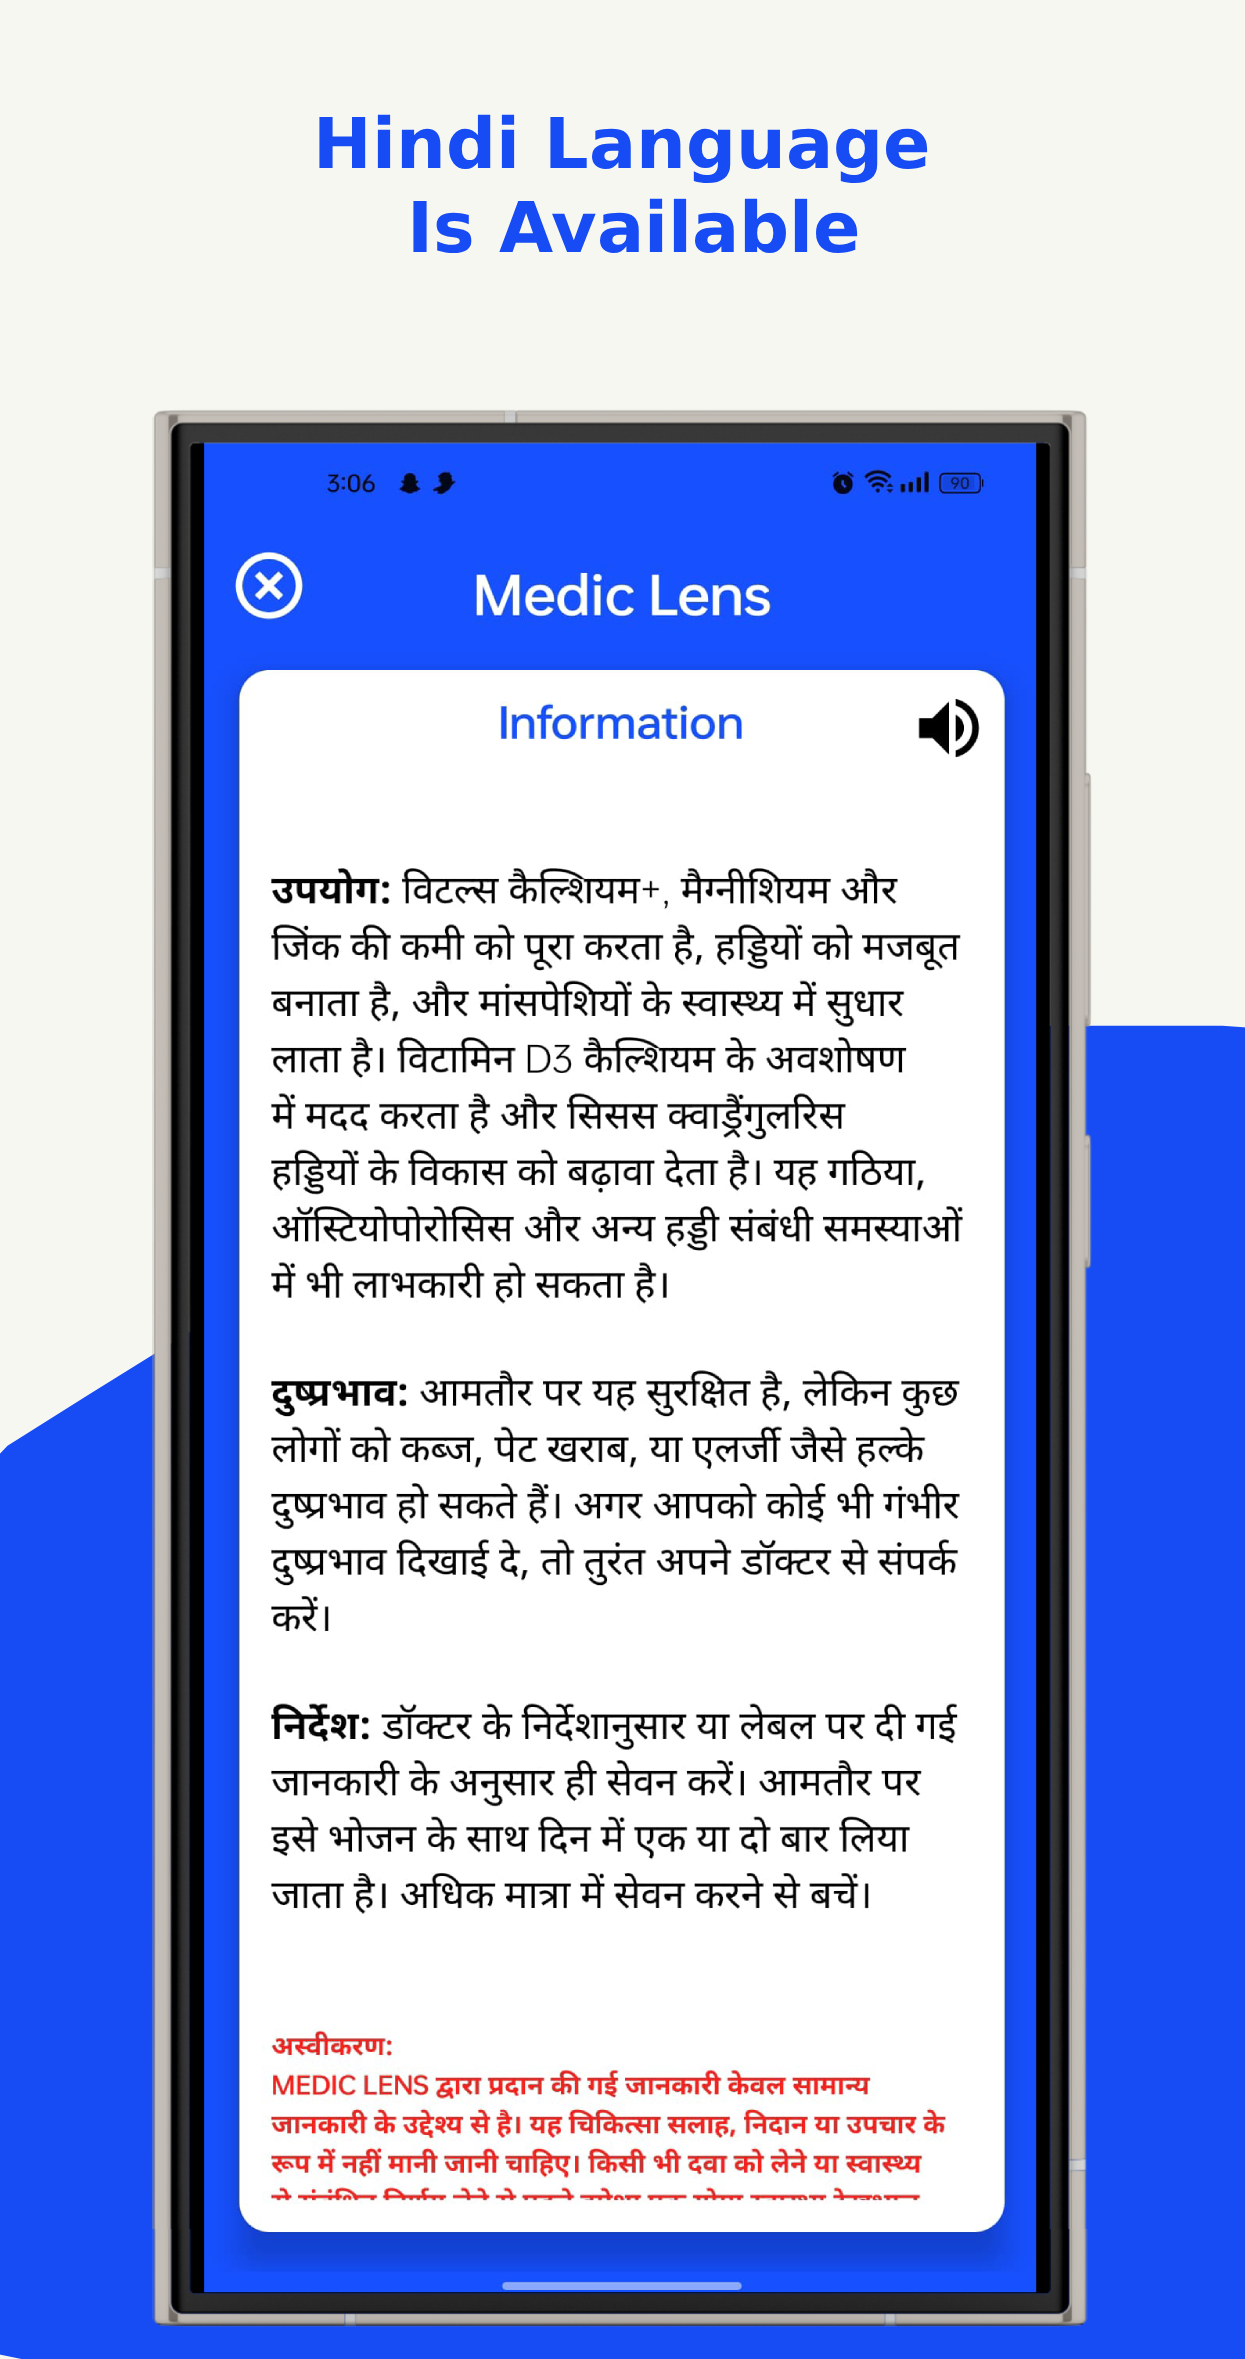 Hindi Language
Is Available
3:06
90
Medic Lens
Information
उपयोग: विटल्स कैल्शियम+, मैग्नीशियम और
जिंक की कमी को पूरा करता है, हड्डियों को मजबूत
बनाता है, और मांसपेशियों के स्वास्थ्य में सुधार
लाता है। विटामिन D3 कैल्शियम के अवशोषण
में मदद करता है और सिसस क्वाड्रैंगुलरिस
हड्डियों के विकास को बढ़ावा देता है। यह गठिया,
ऑस्टियोपोरोसिस और अन्य हड्डी संबंधी समस्याओं
में भी लाभकारी हो सकता है।
दुष्प्रभाव: आमतौर पर यह सुरक्षित है, लेकिन कुछ
लोगों को कब्ज, पेट खराब, या एलर्जी जैसे हल्के
दुष्प्रभाव हो सकते हैं। अगर आपको कोई भी गंभीर
दुष्प्रभाव दिखाई दे, तो तुरंत अपने डॉक्टर से संपर्क
करें।
निर्देश: डॉक्टर के निर्देशानुसार या लेबल पर दी गई
जानकारी के अनुसार ही सेवन करें। आमतौर पर
इसे भोजन के साथ दिन में एक या दो बार लिया
जाता है। अधिक मात्रा में सेवन करने से बचें।
अस्वीकरण:
MEDIC LENS द्वारा प्रदान की गई जानकारी केवल सामान्य
जानकारी के उद्देश्य से है। यह चिकित्सा सलाह, निदान या उपचार के
रूप में नहीं मानी जानी चाहिए। किसी भी दवा को लेने या स्वास्थ्य